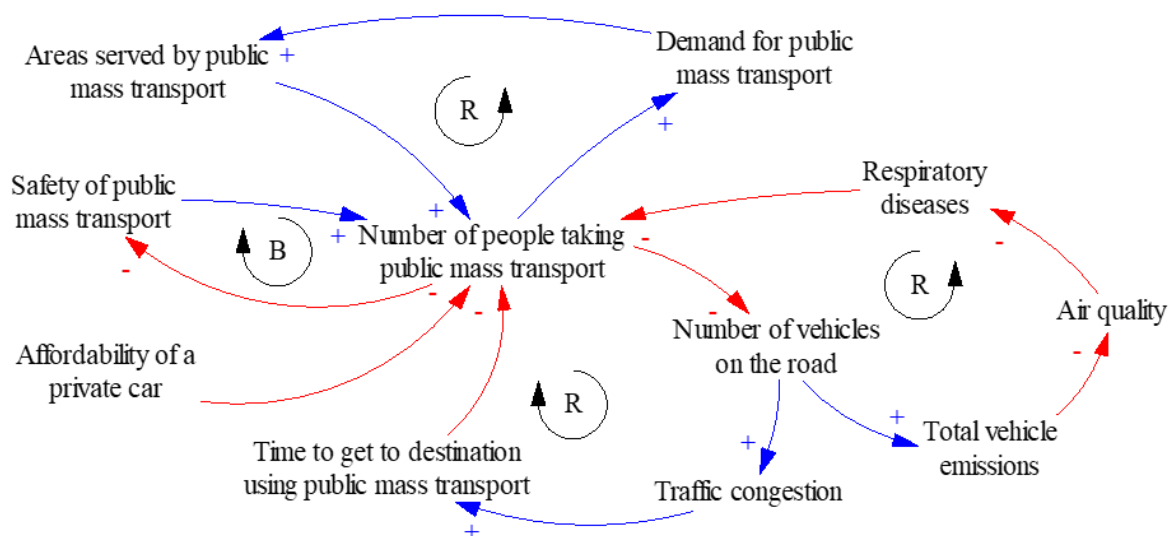 Areas served by public
mass transport
+
Demand for public
mass transport
+
R
Safety of public
mass transport
+
+
B
Number of people taking
public mass transport
-
-
-
-
Respiratory
diseases
-
R
Air quality
-
Number of vehicles
on the road
-
Affordability of a
private car
R
Time to get to destination
using public mass transport
+
Traffic congestion
+
Total vehicle
emissions
+